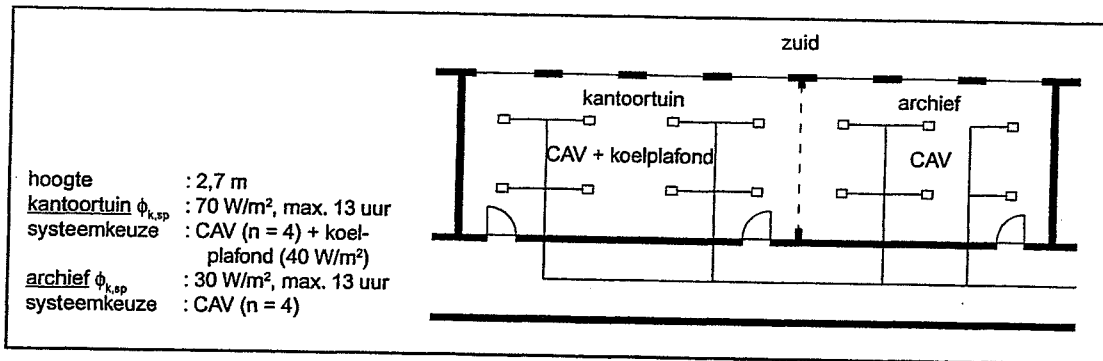 zuid
kantoortuin
archief
CAV + koelplafond
CAV
hoogte : 2,7 m
kantoortuin ϕk,sp : 70 W/m², max. 13 uur
systeemkeuze : CAV (n = 4) + koel-
plafond (40 W/m²)
archief ϕk,sp : 30 W/m², max. 13 uur
systeemkeuze : CAV (n = 4)